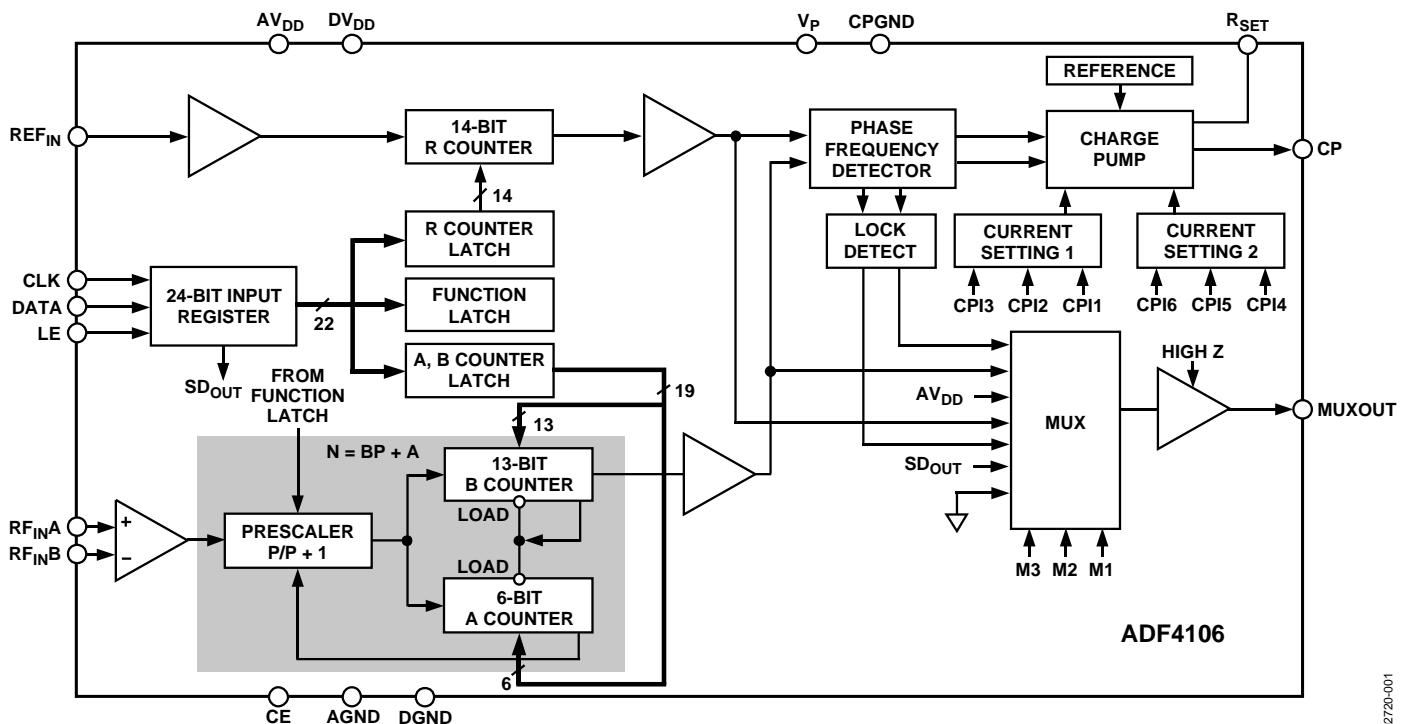 AVDD
DVDD
VP
CPGND
RSET
REFERENCE
REFIN
14-BIT
R COUNTER
PHASE
FREQUENCY
DETECTOR
CHARGE
PUMP
CP
14
R COUNTER
LATCH
LOCK
DETECT
CURRENT
SETTING 1
CURRENT
SETTING 2
CLK
DATA
LE
24-BIT INPUT
REGISTER
22
FUNCTION
LATCH
CPI3
CPI2
CPI1
CPI6
CPI5
CPI4
SDOUT
FROM
FUNCTION
LATCH
A, B COUNTER
LATCH
19
13
HIGH Z
AVDD
MUX
MUXOUT
SDOUT
N = BP + A
13-BIT
B COUNTER
LOAD
RFINA
RFINB
+
–
PRESCALER
P/P + 1
LOAD
6-BIT
A COUNTER
6
M3
M2
M1
ADF4106
CE
AGND
DGND
2720-001